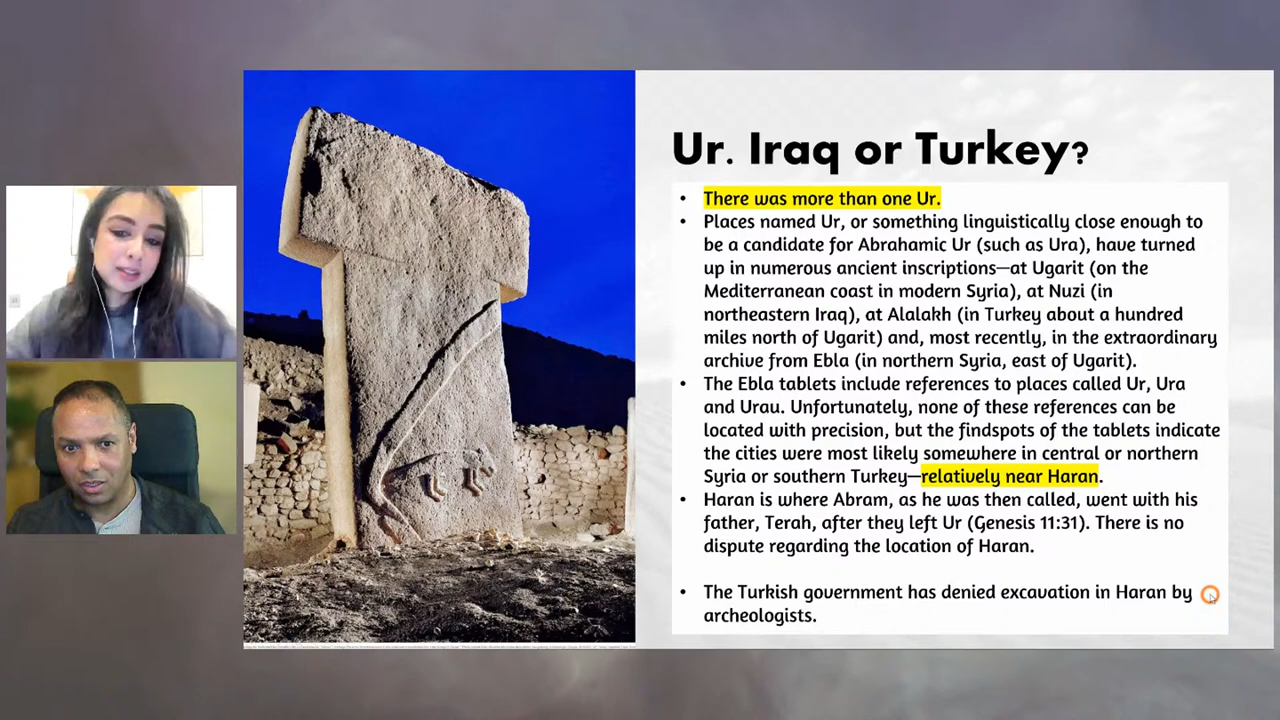 Ur. Iraq or Turkey?
• There was more than one Ur.
• Places named Ur, or something linguistically close enough to
be a candidate for Abrahamic Ur (such as Ura), have turned
up in numerous ancient inscriptions—at Ugarit (on the
Mediterranean coast in modern Syria), at Nuzi (in
northeastern Iraq), at Alalakh (in Turkey about a hundred
miles north of Ugarit) and, most recently, in the extraordinary
archive from Ebla (in northern Syria, east of Ugarit).
• The Ebla tablets include references to places called Ur, Ura
and Urau. Unfortunately, none of these references can be
located with precision, but the findspots of the tablets indicate
the cities were most likely somewhere in central or northern
Syria or southern Turkey—relatively near Haran.
• Haran is where Abram, as he was then called, went with his
father, Terah, after they left Ur (Genesis 11:31). There is no
dispute regarding the location of Haran.
• The Turkish government has denied excavation in Haran by
archeologists.